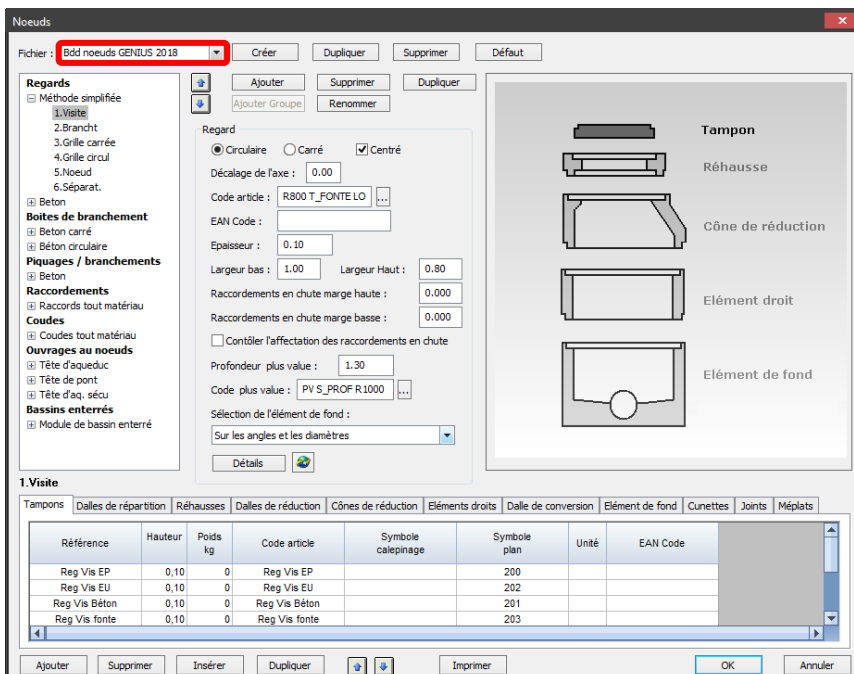 Noeuds
Fichier : Bdd noeuds GENIUS 2018 Créer Dupliquer Supprimer Défaut
Regards
Méthode simplifiée
1.Visite
2.Brancht
3.Grille carrée
4.Grille circul
5.Noeud
6.Séparat.
Beton
Boites de branchement
Beton carré
Béton circulaire
Piquages / branchements
Beton
Raccordements
Raccords tout matériau
Coudes
Coudes tout matériau
Ouvrages au noeuds
Tête d'aqueduc
Tête de pont
Tête d'aq. sécu
Bassins enterrés
Module de bassin enterré
Ajouter Supprimer Dupliquer
Ajouter Groupe Renommer
Regard
Circulaire Carré Centré
Décalage de l'axe : 0.00
Code article : R800 T_FONTE LO ...
EAN Code :
Epaisseur : 0.10
Largeur bas : 1.00 Largeur Haut : 0.80
Raccordements en chute marge haute : 0.000
Raccordements en chute marge basse : 0.000
Contôler l'affectation des raccordements en chute
Profondeur plus value : 1.30
Code plus value : PV S_PROF R1000 ...
Sélection de l'élément de fond :
Sur les angles et les diamètres
Détails
Tampon
Réhausse
Cône de réduction
Elément droit
Elément de fond
1.Visite
Tampons Dalles de répartition Réhausses Dalles de réduction Cônes de réduction Eléments droits Dalle de conversion Elément de fond Cunettes Joints Méplats
Référence Hauteur Poids kg Code article Symbole calepinage Symbole plan Unité EAN Code
Reg Vis EP 0,10 0 Reg Vis EP 200
Reg Vis EU 0,10 0 Reg Vis EU 202
Reg Vis Béton 0,10 0 Reg Vis Béton 201
Reg Vis fonte 0,10 0 Reg Vis fonte 203
Ajouter Supprimer Insérer Dupliquer Imprimer OK Annuler